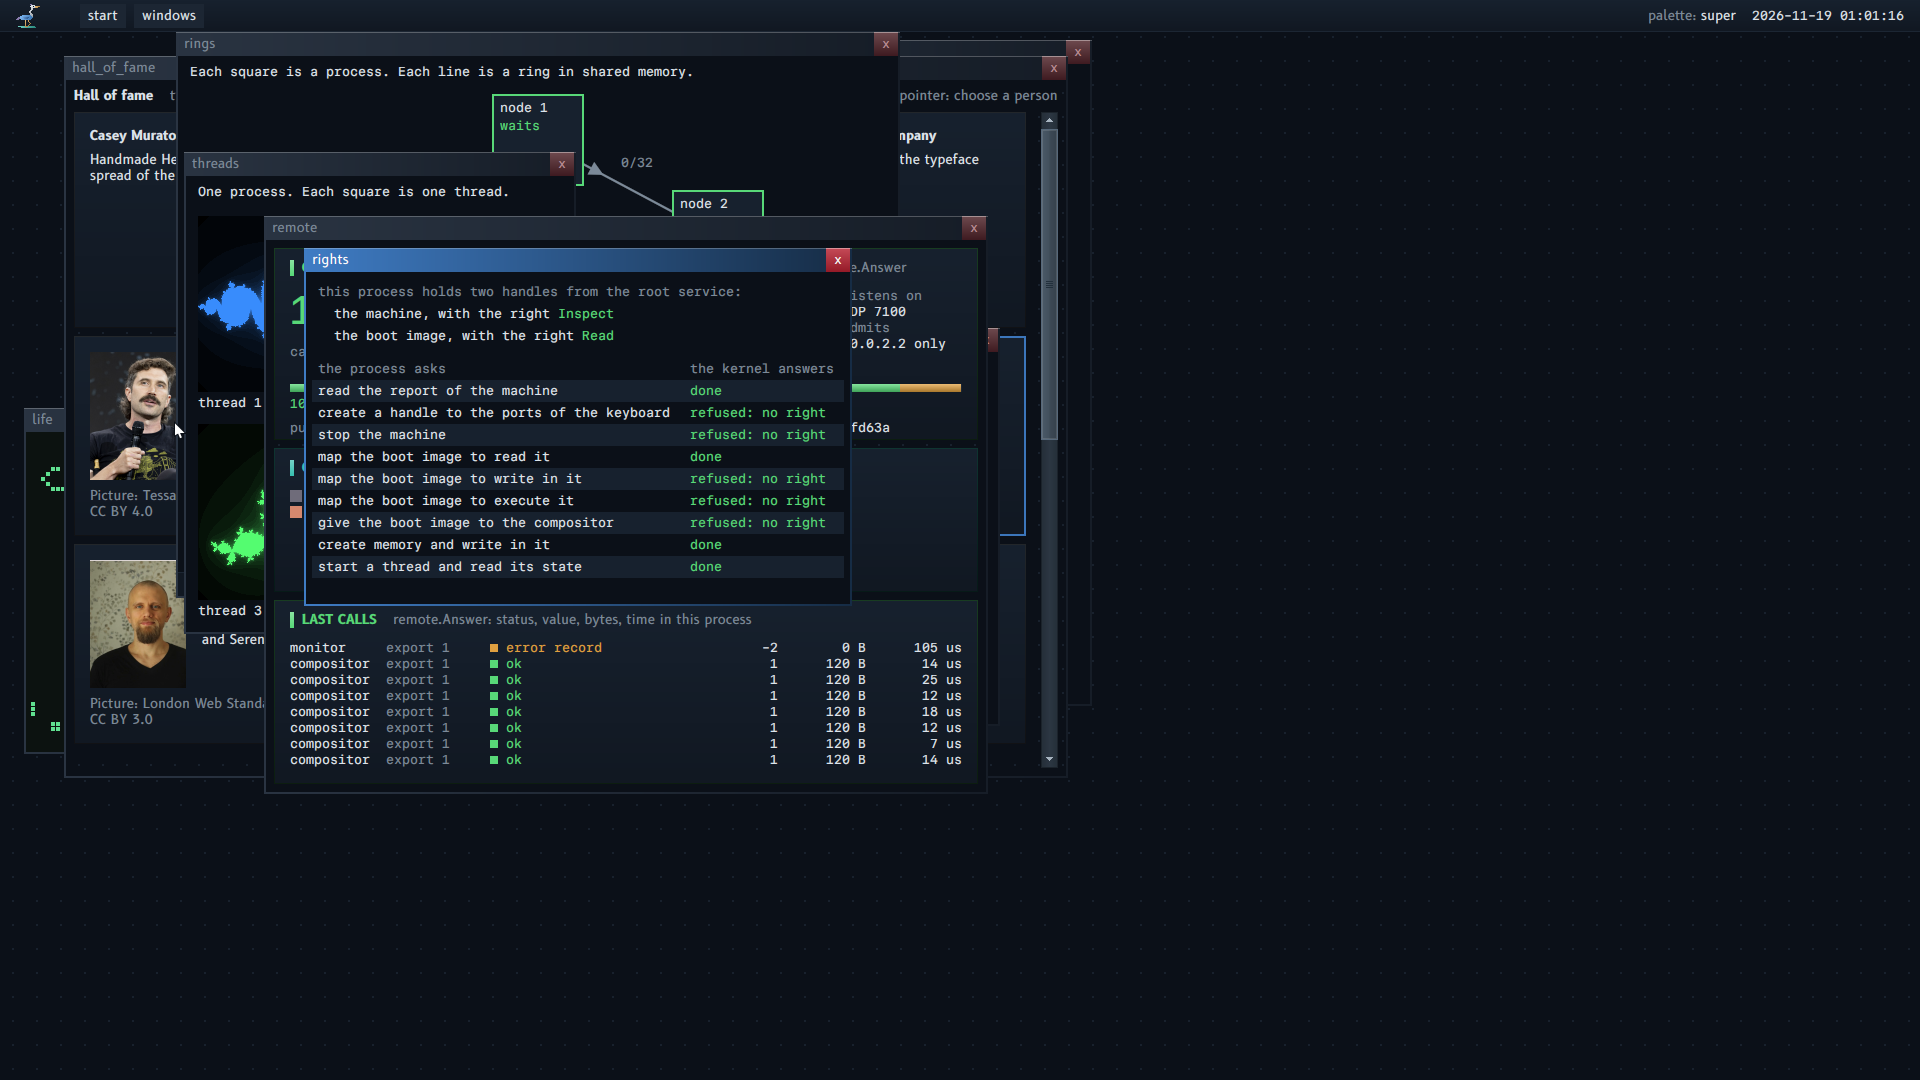 start windows palette: super 2026-11-19 01:01:16
rings x
x
hall_of_fame
x
Each square is a process. Each line is a ring in shared memory.
Hall of fame
pointer: choose a person
node 1
waits
Casey Murato
Handmade He
spread of the
the typeface
threads x
0/32
One process. Each square is one thread.
node 2
remote x
rights x
e.Answer
this process holds two handles from the root service:
the machine, with the right Inspect
the boot image, with the right Read
7100
0.0.2.2 only
the process asks the kernel answers
read the report of the machine done
create a handle to the ports of the keyboard refused: no right
stop the machine refused: no right
map the boot image to read it done
map the boot image to write in it refused: no right
map the boot image to execute it refused: no right
give the boot image to the compositor refused: no right
create memory and write in it done
start a thread and read its state done
fd63a
thread 1
life
Picture: Tessa
CC BY 4.0
thread 3
and Seren
Picture: London Web Standa
CC BY 3.0
LAST CALLS remote.Answer: status, value, bytes, time in this process
monitor export 1 error record -2 0 B 105 us
compositor export 1 ok 1 120 B 14 us
compositor export 1 ok 1 120 B 25 us
compositor export 1 ok 1 120 B 12 us
compositor export 1 ok 1 120 B 18 us
compositor export 1 ok 1 120 B 12 us
compositor export 1 ok 1 120 B 7 us
compositor export 1 ok 1 120 B 14 us